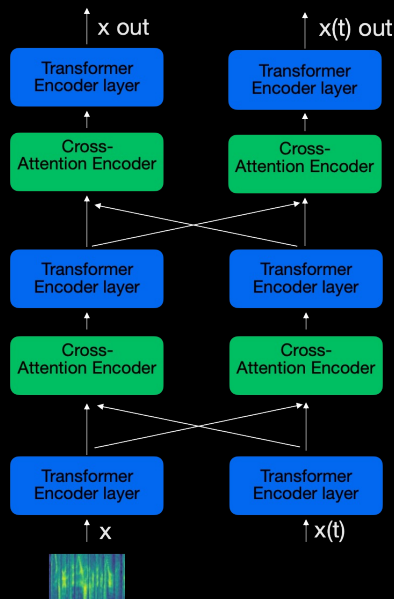 x out
x(t) out
Transformer
Encoder layer
Transformer
Encoder layer
Cross-
Attention Encoder
Cross-
Attention Encoder
Transformer
Encoder layer
Transformer
Encoder layer
Cross-
Attention Encoder
Cross-
Attention Encoder
Transformer
Encoder layer
Transformer
Encoder layer
x
x(t)